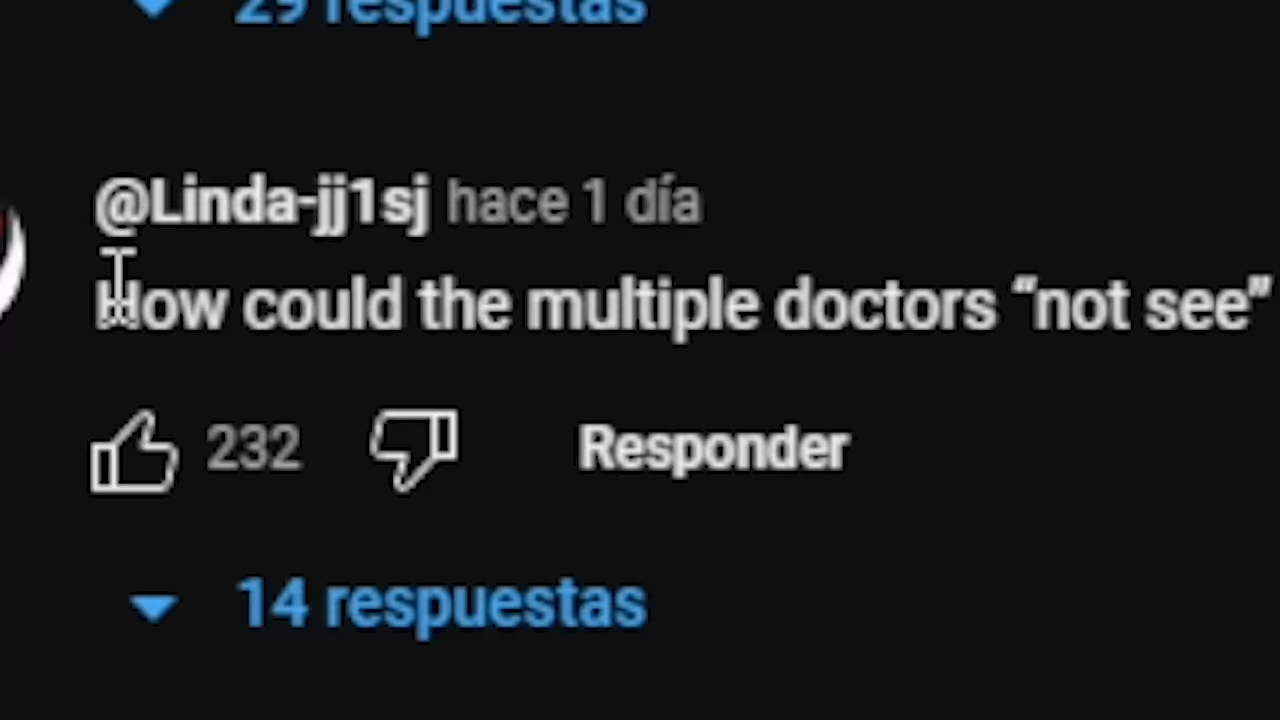 29 respuestas
@Linda-jj1sj hace 1 día
How could the multiple doctors “not see”
232 Responder
14 respuestas